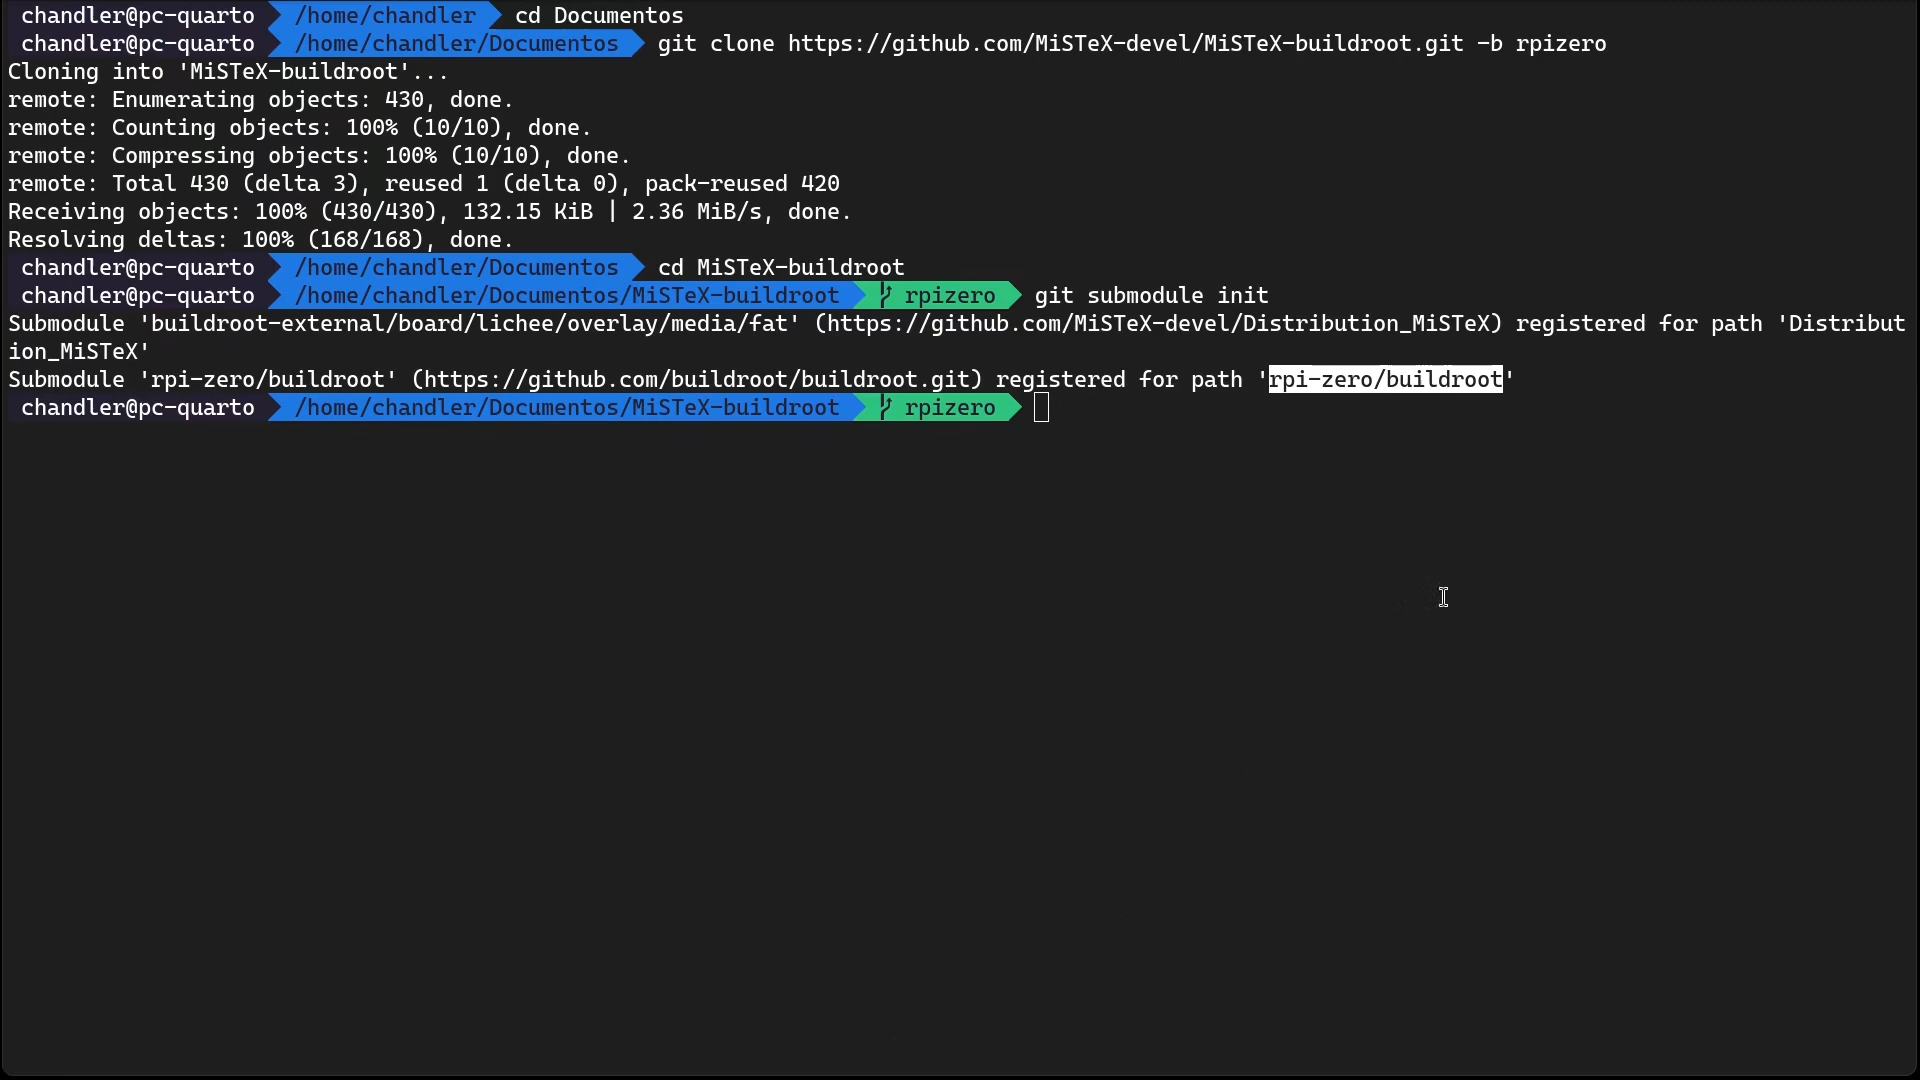 chandler@pc-quarto /home/chandler cd Documentos
chandler@pc-quarto /home/chandler/Documentos git clone https://github.com/MiSTeX-devel/MiSTeX-buildroot.git -b rpizero
Cloning into 'MiSTeX-buildroot'...
remote: Enumerating objects: 430, done.
remote: Counting objects: 100% (10/10), done.
remote: Compressing objects: 100% (10/10), done.
remote: Total 430 (delta 3), reused 1 (delta 0), pack-reused 420
Receiving objects: 100% (430/430), 132.15 KiB | 2.36 MiB/s, done.
Resolving deltas: 100% (168/168), done.
chandler@pc-quarto /home/chandler/Documentos cd MiSTeX-buildroot
chandler@pc-quarto /home/chandler/Documentos/MiSTeX-buildroot rpizero git submodule init
Submodule 'buildroot-external/board/lichee/overlay/media/fat' (https://github.com/MiSTeX-devel/Distribution_MiSTeX) registered for path 'Distribut
ion_MiSTeX'
Submodule 'rpi-zero/buildroot' (https://github.com/buildroot/buildroot.git) registered for path 'rpi-zero/buildroot'
chandler@pc-quarto /home/chandler/Documentos/MiSTeX-buildroot rpizero